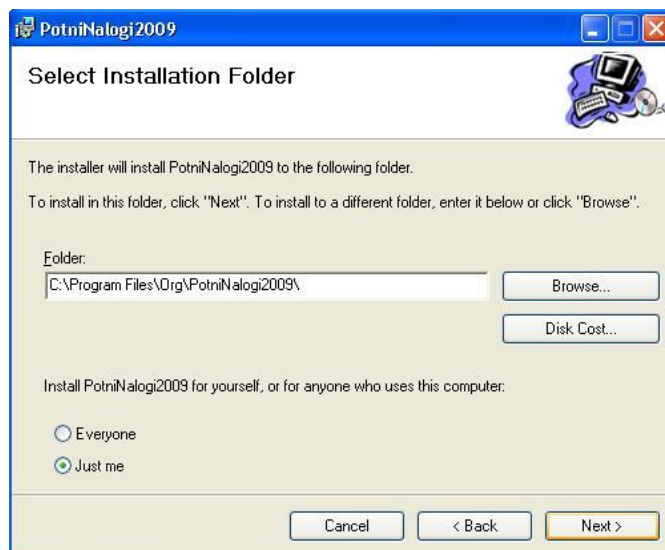 PotniNalogi2009
Select Installation Folder
The installer will install PotniNalogi2009 to the following folder.
To install in this folder, click "Next". To install to a different folder, enter it below or click "Browse".
Folder:
C:\Program Files\Org\PotniNalogi2009\
Browse...
Disk Cost...
Install PotniNalogi2009 for yourself, or for anyone who uses this computer:
Everyone
Just me
Cancel
< Back
Next >